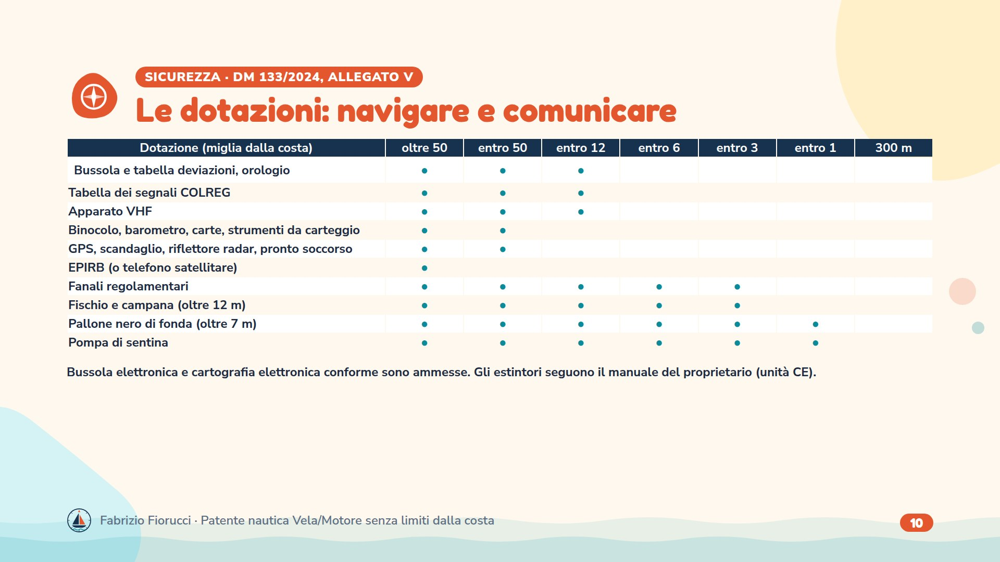 SICUREZZA · DM 133/2024, ALLEGATO V
Le dotazioni: navigare e comunicare
Dotazione (miglia dalla costa) oltre 50 entro 50 entro 12 entro 6 entro 3 entro 1 300 m
Bussola e tabella deviazioni, orologio ● ● ●
Tabella dei segnali COLREG ● ● ●
Apparato VHF ● ● ●
Binocolo, barometro, carte, strumenti da carteggio ● ●
GPS, scandaglio, riflettore radar, pronto soccorso ● ●
EPIRB (o telefono satellitare) ●
Fanali regolamentari ● ● ● ● ●
Fischio e campana (oltre 12 m) ● ● ● ● ●
Pallone nero di fonda (oltre 7 m) ● ● ● ● ● ●
Pompa di sentina ● ● ● ● ● ●
Bussola elettronica e cartografia elettronica conforme sono ammesse. Gli estintori seguono il manuale del proprietario (unità CE).
Fabrizio Fiorucci · Patente nautica Vela/Motore senza limiti dalla costa
10